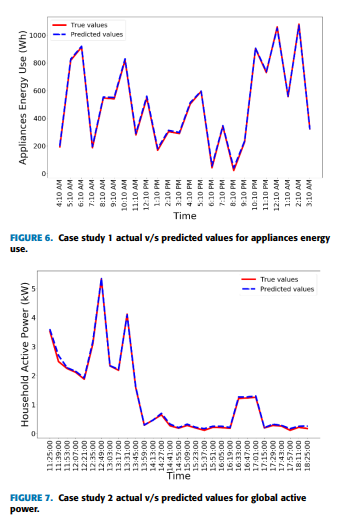 True values
Predicted values
Appliances Energy Use (Wh)
1000
800
600
400
200
0
4:10 AM
5:10 AM
6:10 AM
7:10 AM
8:10 AM
9:10 AM
10:10 AM
11:10 AM
12:10 PM
1:10 PM
2:10 PM
3:10 PM
4:10 PM
5:10 PM
6:10 PM
7:10 PM
8:10 PM
9:10 PM
10:10 PM
11:10 PM
12:10 AM
1:10 AM
2:10 AM
3:10 AM
Time
FIGURE 6. Case study 1 actual v/s predicted values for appliances energy
use.
True values
Predicted values
Household Active Power (kW)
5
4
3
2
1
0
11:25:00
11:39:00
11:53:00
12:07:00
12:21:00
12:35:00
12:49:00
13:03:00
13:17:00
13:31:00
13:45:00
13:59:00
14:13:00
14:27:00
14:41:00
14:55:00
15:09:00
15:23:00
15:37:00
15:51:00
16:05:00
16:19:00
16:33:00
16:47:00
17:01:00
17:15:00
17:29:00
17:43:00
17:57:00
18:11:00
18:25:00
Time
FIGURE 7. Case study 2 actual v/s predicted values for global active
power.